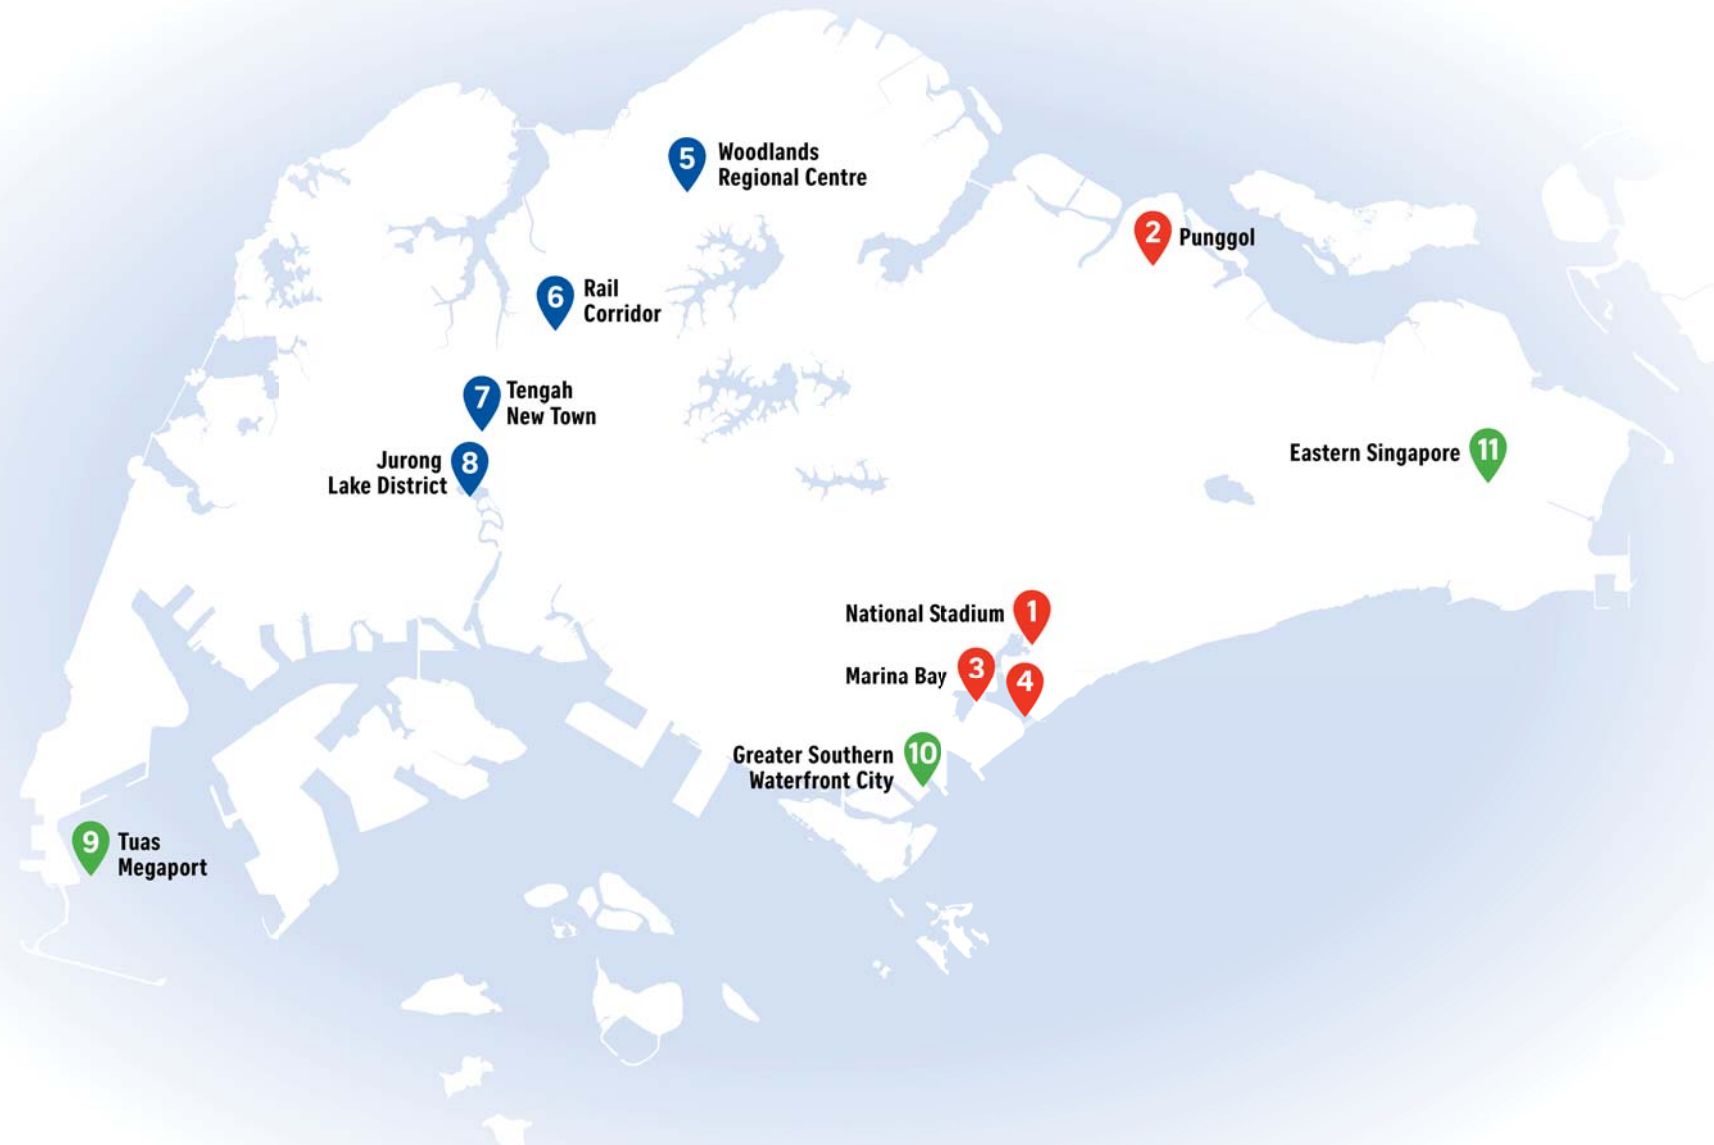 5
Woodlands
Regional Centre
2
Punggol
6
Rail
Corridor
7
Tengah
New Town
8
Jurong
Lake District
Eastern Singapore
11
National Stadium
1
Marina Bay
3
4
Greater Southern
Waterfront City
10
9
Tuas
Megaport